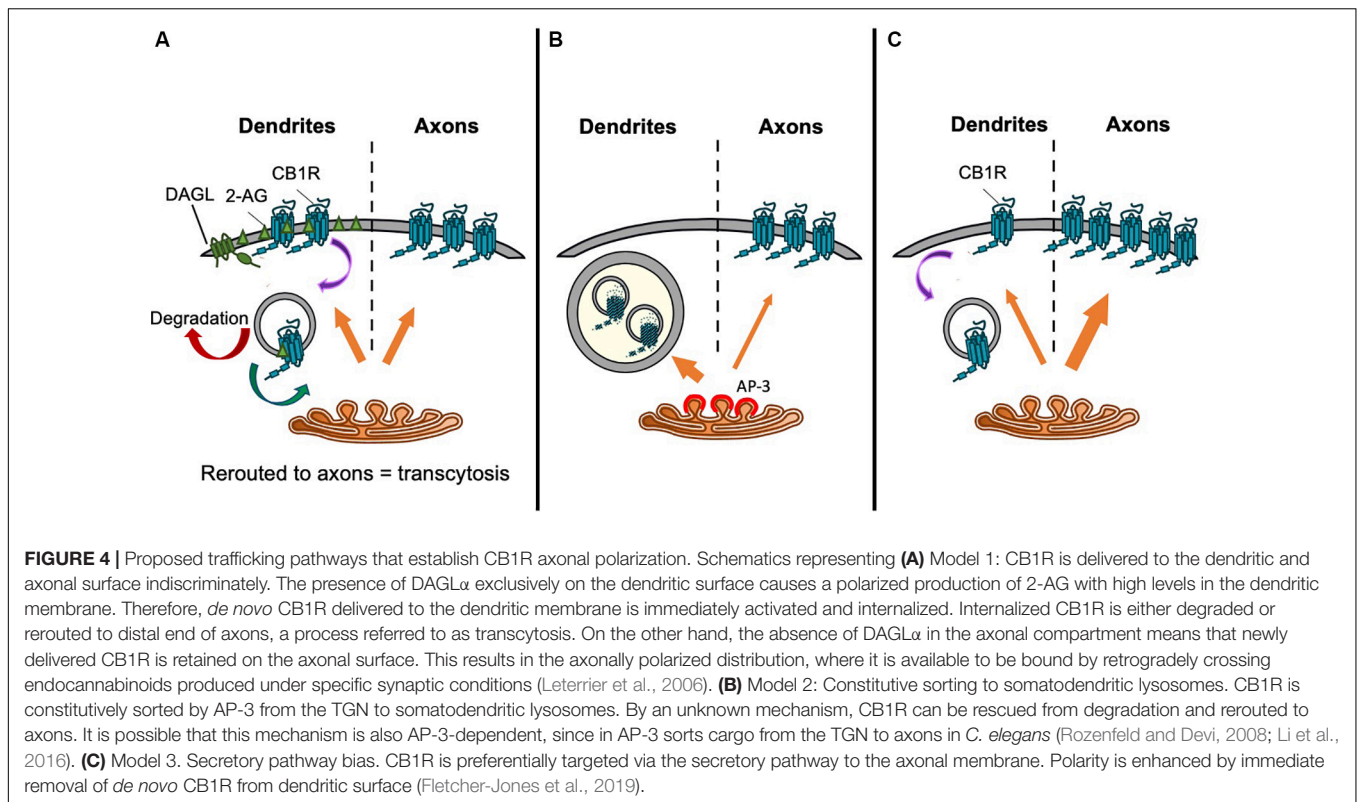 A
B
C
Dendrites Axons
Dendrites Axons
Dendrites Axons
CB1R
DAGL 2-AG
CB1R
Degradation
AP-3
Rerouted to axons = transcytosis
FIGURE 4 | Proposed trafficking pathways that establish CB1R axonal polarization. Schematics representing (A) Model 1: CB1R is delivered to the dendritic and
axonal surface indiscriminately. The presence of DAGLα exclusively on the dendritic surface causes a polarized production of 2-AG with high levels in the dendritic
membrane. Therefore, de novo CB1R delivered to the dendritic membrane is immediately activated and internalized. Internalized CB1R is either degraded or
rerouted to distal end of axons, a process referred to as transcytosis. On the other hand, the absence of DAGLα in the axonal compartment means that newly
delivered CB1R is retained on the axonal surface. This results in the axonally polarized distribution, where it is available to be bound by retrogradely crossing
endocannabinoids produced under specific synaptic conditions (Leterrier et al., 2006). (B) Model 2: Constitutive sorting to somatodendritic lysosomes. CB1R is
constitutively sorted by AP-3 from the TGN to somatodendritic lysosomes. By an unknown mechanism, CB1R can be rescued from degradation and rerouted to
axons. It is possible that this mechanism is also AP-3-dependent, since in AP-3 sorts cargo from the TGN to axons in C. elegans (Rozenfeld and Devi, 2008; Li et al.,
2016). (C) Model 3. Secretory pathway bias. CB1R is preferentially targeted via the secretory pathway to the axonal membrane. Polarity is enhanced by immediate
removal of de novo CB1R from dendritic surface (Fletcher-Jones et al., 2019).